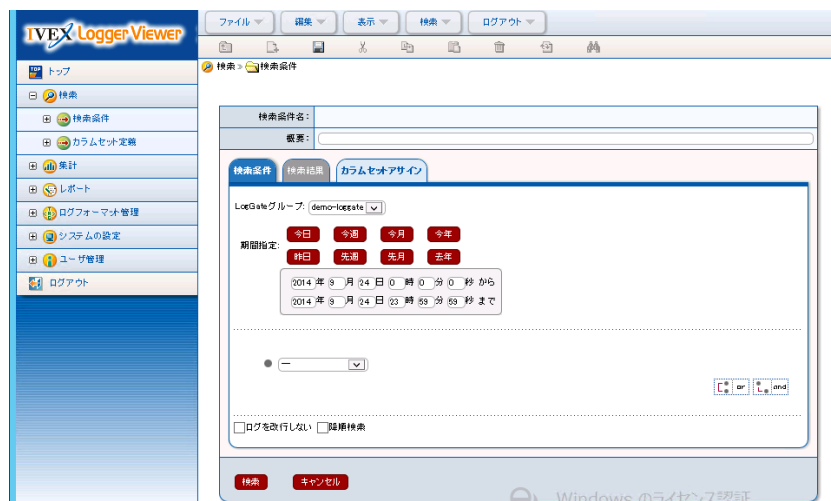 IVEX Logger Viewer
ファイル 編集 表示 検索 ログアウト
TOP トップ
検索 » 検索条件
検索
検索条件
カラムセット定義
集計
レポート
ログフォーマット管理
システムの設定
ユーザ管理
ログアウト
検索条件名:
概要:
検索条件 検索結果 カラムセットアサイン
LogGateグループ: demo-loggate
期間指定:
今日 今週 今月 今年
昨日 先週 先月 去年
2014 年 9 月 24 日 0 時 0 分 0 秒 から
2014 年 9 月 24 日 23 時 59 分 59 秒 まで
—
or and
ログを改行しない 降順検索
検索 キャンセル
Windows のライセンス認証